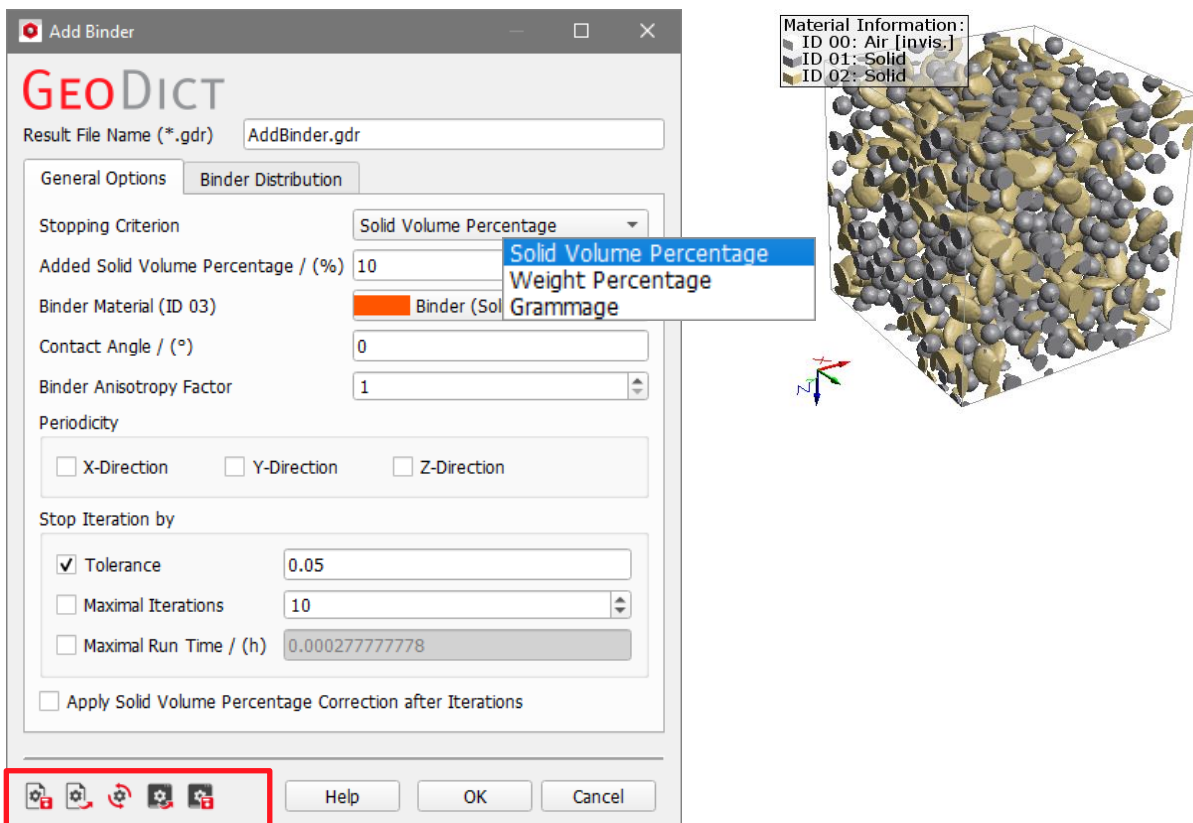 Add Binder
GEODICT
Result File Name (*.gdr) AddBinder.gdr
General Options Binder Distribution
Stopping Criterion Solid Volume Percentage
Added Solid Volume Percentage / (%) 10
Solid Volume Percentage
Weight Percentage
Grammage
Binder Material (ID 03) Binder (Sol
Contact Angle / (°) 0
Binder Anisotropy Factor 1
Periodicity
X-Direction Y-Direction Z-Direction
Stop Iteration by
Tolerance 0.05
Maximal Iterations 10
Maximal Run Time / (h) 0.000277777778
Apply Solid Volume Percentage Correction after Iterations
Help OK Cancel
Material Information:
ID 00: Air [invis.]
ID 01: Solid
ID 02: Solid
X
Z